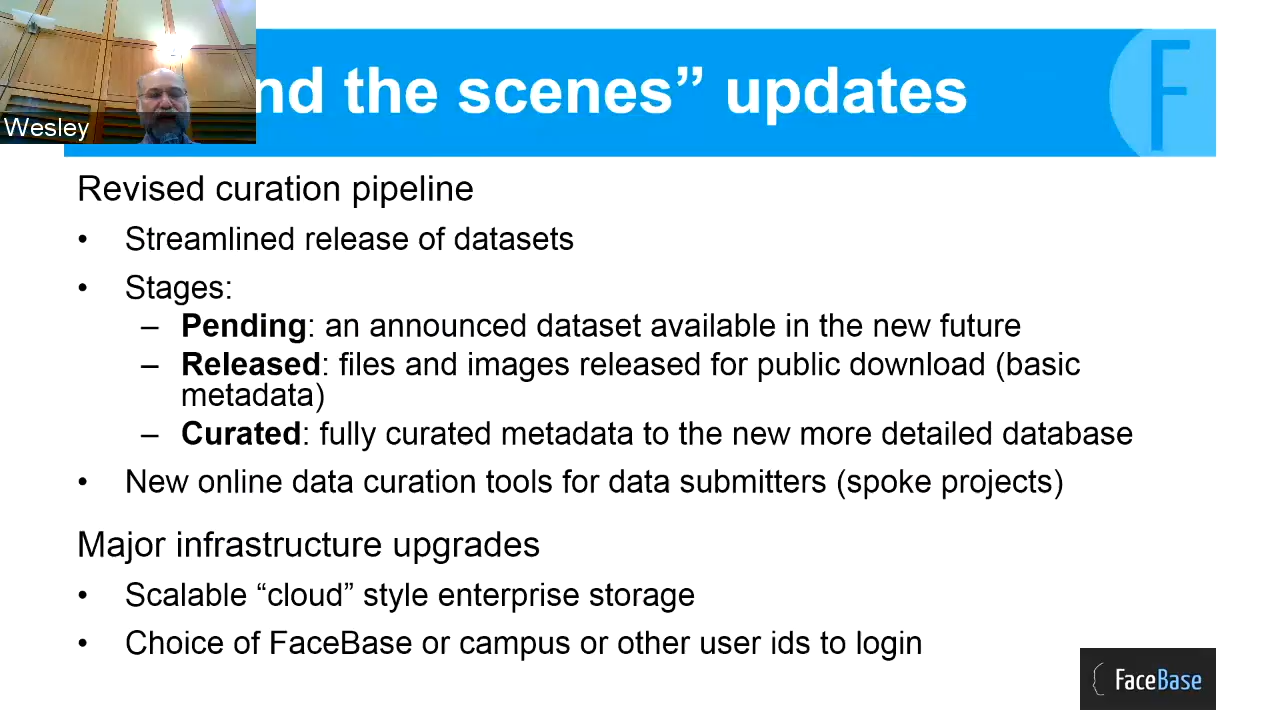 nd the scenes” updates
Wesley
Revised curation pipeline
• Streamlined release of datasets
• Stages:
– Pending: an announced dataset available in the new future
– Released: files and images released for public download (basic
metadata)
– Curated: fully curated metadata to the new more detailed database
• New online data curation tools for data submitters (spoke projects)
Major infrastructure upgrades
• Scalable “cloud” style enterprise storage
• Choice of FaceBase or campus or other user ids to login
F
FaceBase